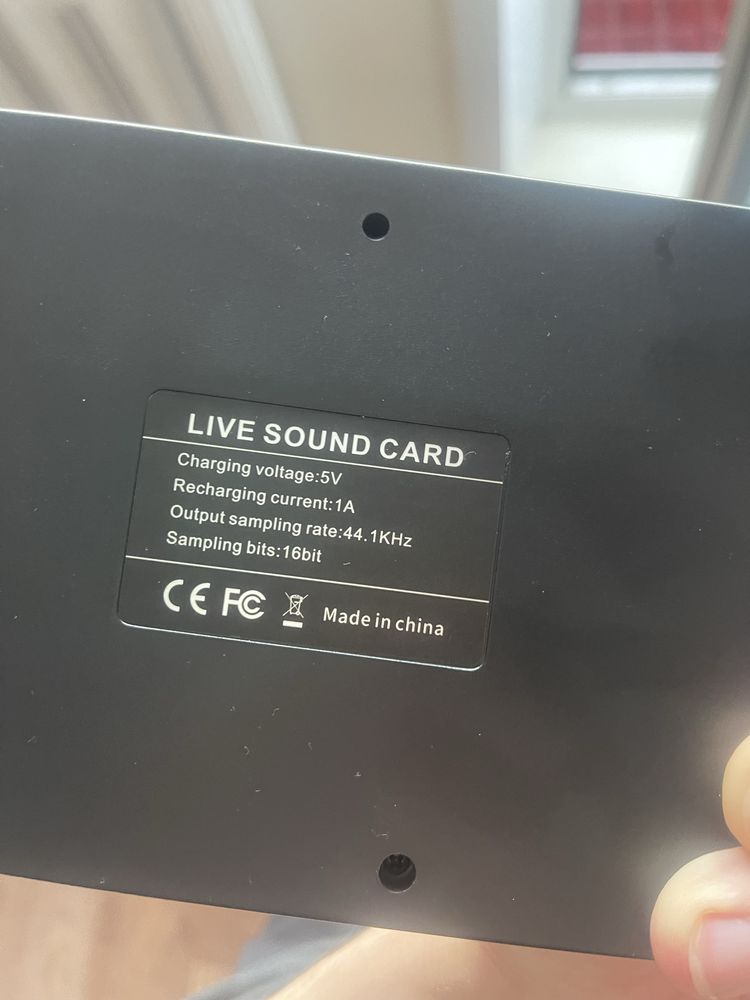 LIVE SOUND CARD
Charging voltage:5V
Recharging current:1A
Output sampling rate:44.1KHz
Sampling bits:16bit
CE FC Made in china